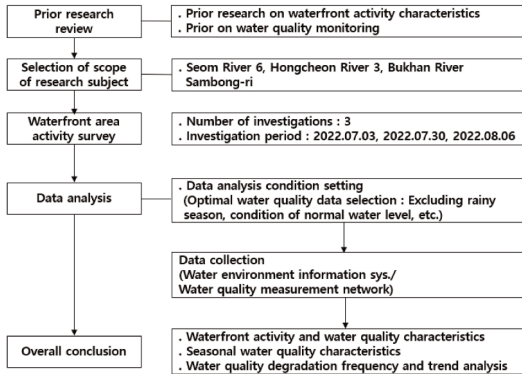 Prior research
review
. Prior research on waterfront activity characteristics
. Prior on water quality monitoring
Selection of scope
of research subject
. Seom River 6, Hongcheon River 3, Bukhan River
Sambong-ri
Waterfront area
activity survey
. Number of investigations : 3
. Investigation period : 2022.07.03, 2022.07.30, 2022.08.06
Data analysis
. Data analysis condition setting
(Optimal water quality data selection : Excluding rainy
season, condition of normal water level, etc.)
Data collection
(Water environment information sys./
Water quality measurement network)
Overall conclusion
. Waterfront activity and water quality characteristics
. Seasonal water quality characteristics
. Water quality degradation frequency and trend analysis